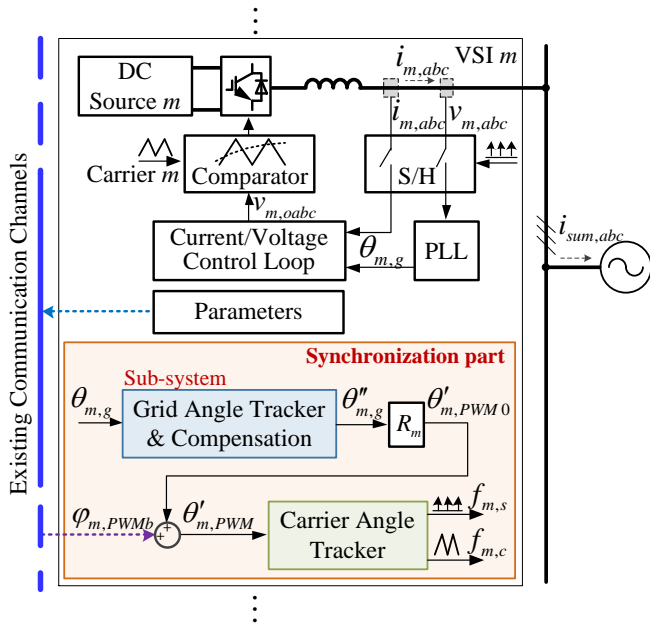 VSI m
i_{m,abc}
DC
Source m
i_{m,abc}
v_{m,abc}
Carrier m
Comparator
S/H
v_{m,oabc}
Current/Voltage
Control Loop
θ_{m,g}
PLL
i_{sum,abc}
Parameters
Existing Communication Channels
Synchronization part
Sub-system
θ_{m,g}
Grid Angle Tracker
& Compensation
θ''_{m,g}
R_m
θ'_{m,PWM0}
φ_{m,PWMb}
+
+
θ'_{m,PWM}
Carrier Angle
Tracker
f_{m,s}
f_{m,c}